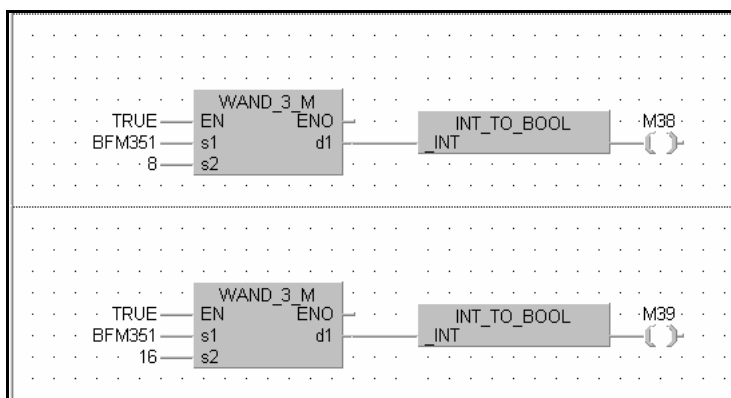 WAND_3_M
TRUE EN ENO INT_TO_BOOL M38
BFM351 s1 d1 _INT
8 s2
WAND_3_M
TRUE EN ENO INT_TO_BOOL M39
BFM351 s1 d1 _INT
16 s2